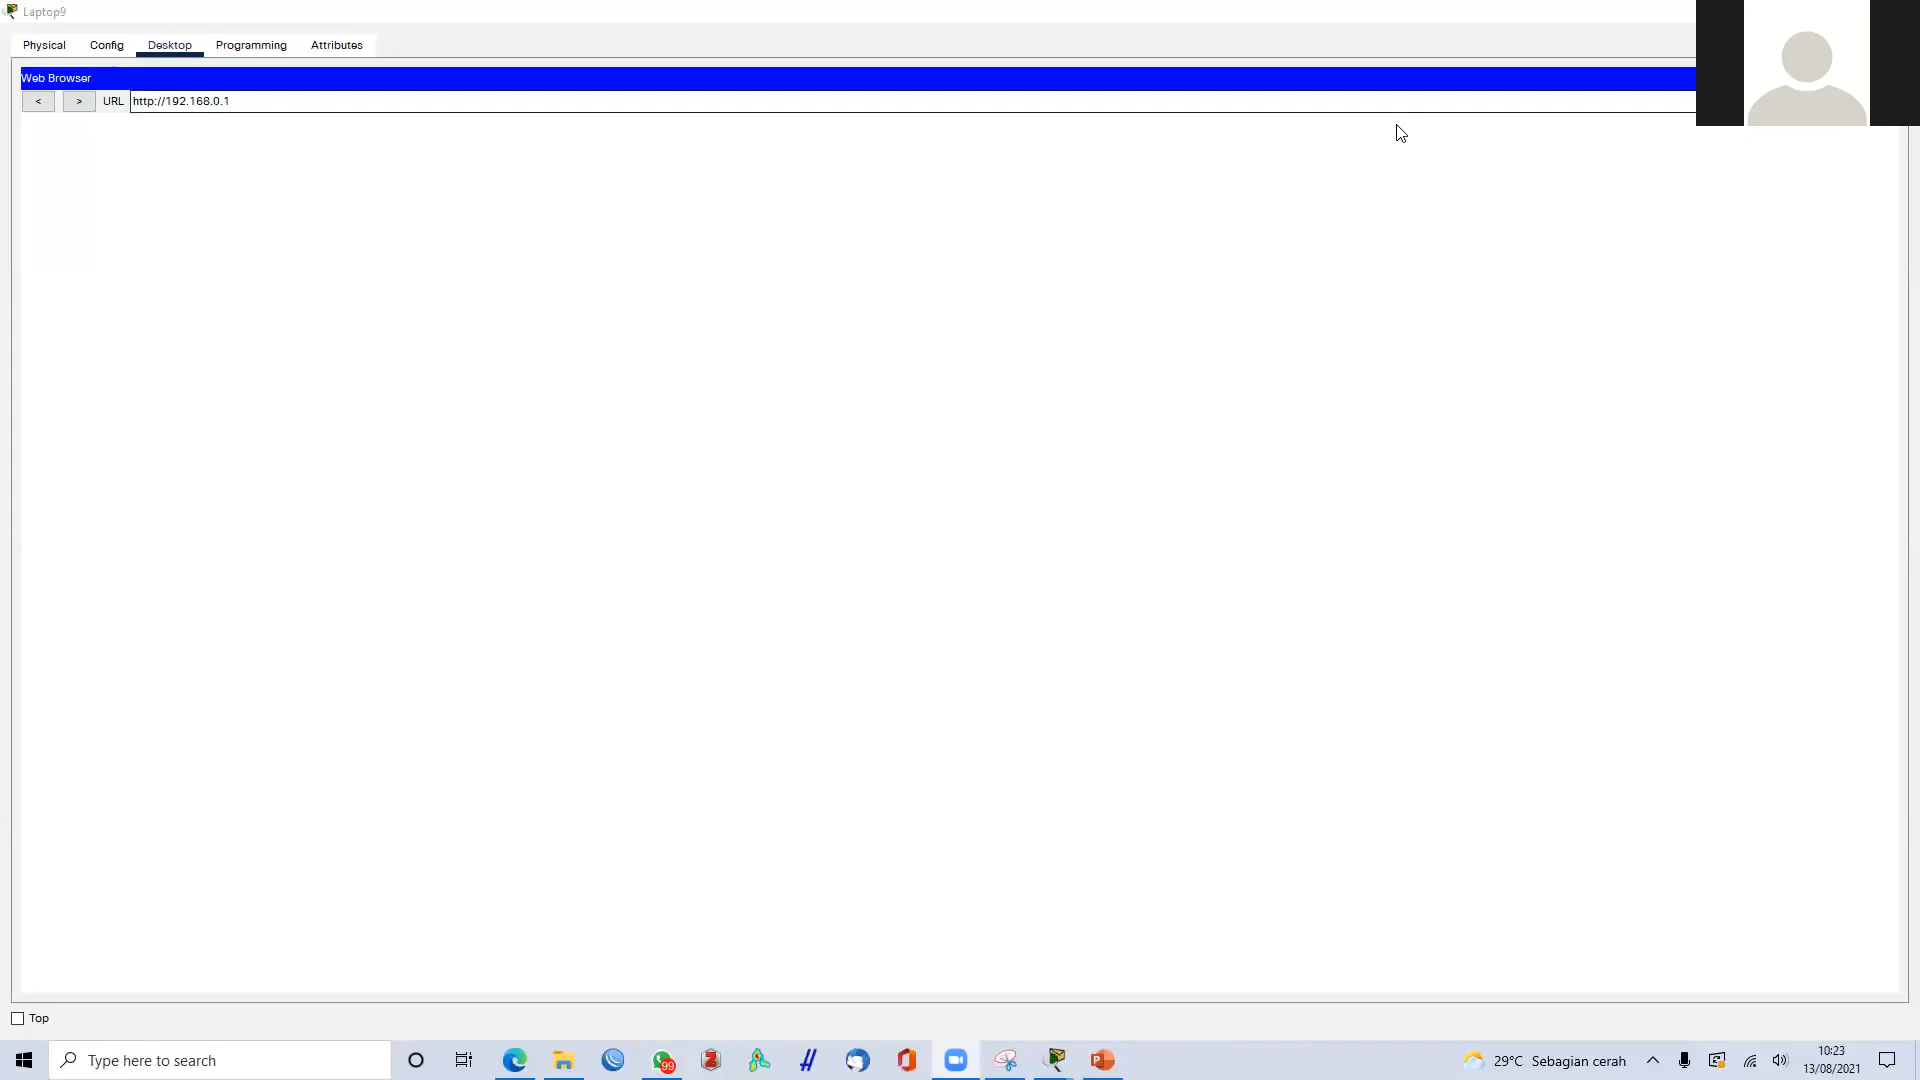 Laptop9
Physical Config Desktop Programming Attributes
Web Browser
< > URL http://192.168.0.1
Top
Type here to search
99
29°C Sebagian cerah
10:23
13/08/2021